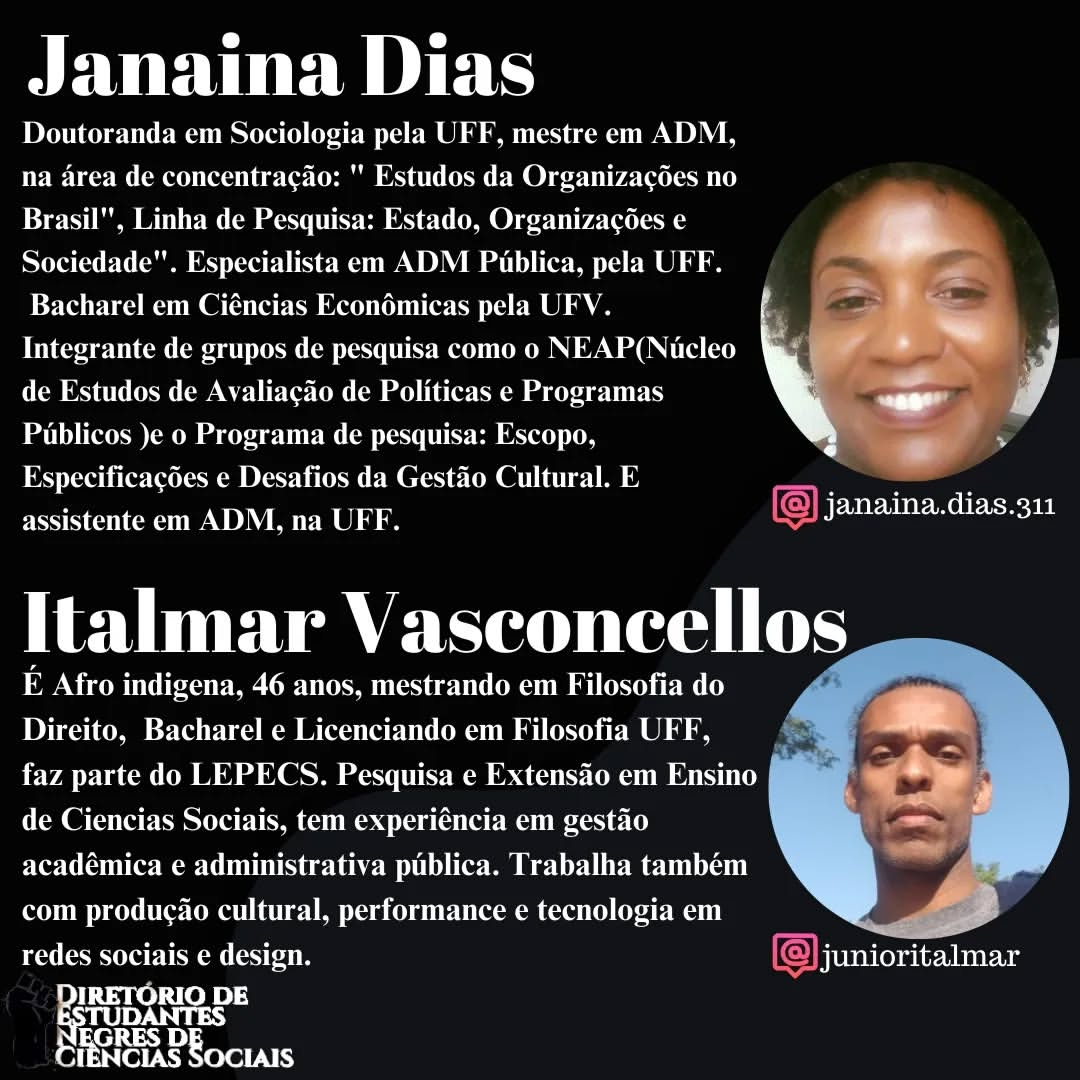 Janaina Dias
Doutoranda em Sociologia pela UFF, mestre em ADM,
na área de concentração: " Estudos da Organizações no
Brasil", Linha de Pesquisa: Estado, Organizações e
Sociedade". Especialista em ADM Pública, pela UFF.
Bacharel em Ciências Econômicas pela UFV.
Integrante de grupos de pesquisa como o NEAP(Núcleo
de Estudos de Avaliação de Políticas e Programas
Públicos )e o Programa de pesquisa: Escopo,
Especificações e Desafios da Gestão Cultural. E
assistente em ADM, na UFF.
@ janaina.dias.311
Italmar Vasconcellos
É Afro indigena, 46 anos, mestrando em Filosofia do
Direito, Bacharel e Licenciando em Filosofia UFF,
faz parte do LEPECS. Pesquisa e Extensão em Ensino
de Ciencias Sociais, tem experiência em gestão
acadêmica e administrativa pública. Trabalha também
com produção cultural, performance e tecnologia em
redes sociais e design.
@ junioritalmar
Diretório de
Estudantes
Negres de
Ciências Sociais